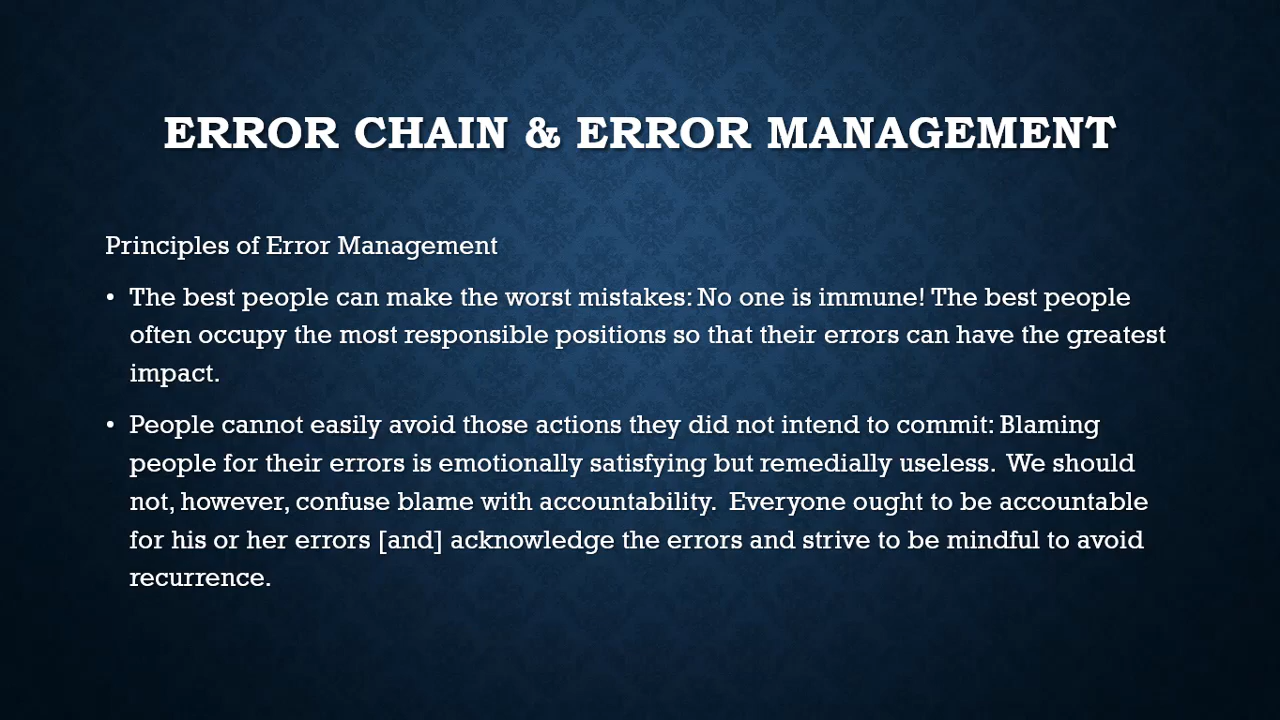 ERROR CHAIN & ERROR MANAGEMENT
Principles of Error Management
• The best people can make the worst mistakes: No one is immune! The best people
often occupy the most responsible positions so that their errors can have the greatest
impact.
• People cannot easily avoid those actions they did not intend to commit: Blaming
people for their errors is emotionally satisfying but remedially useless.  We should
not, however, confuse blame with accountability.  Everyone ought to be accountable
for his or her errors [and] acknowledge the errors and strive to be mindful to avoid
recurrence.